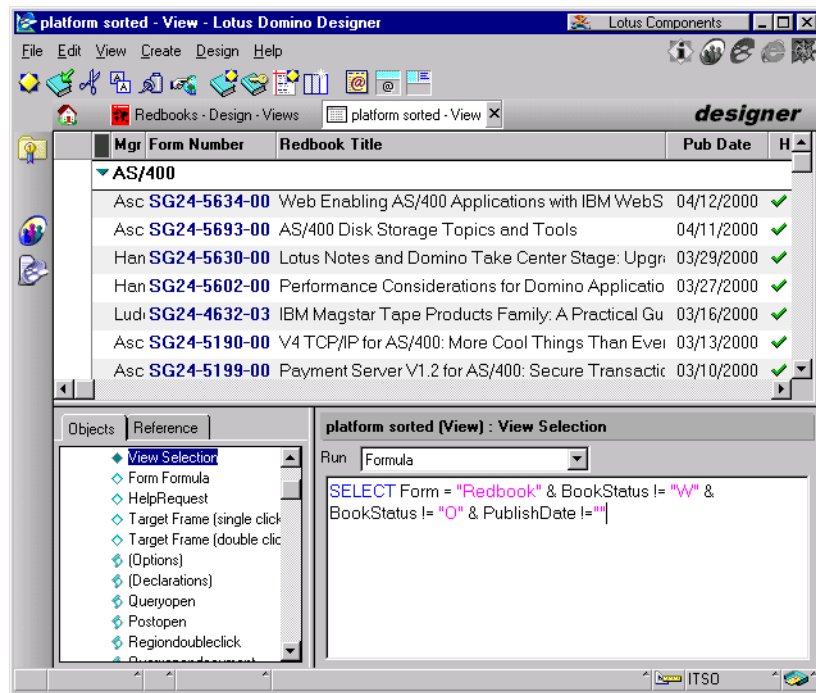 platform sorted - View - Lotus Domino Designer Lotus Components
File Edit View Create Design Help
Redbooks - Design - Views platform sorted - View designer
Mgr Form Number Redbook Title Pub Date H
AS/400
Asc SG24-5634-00 Web Enabling AS/400 Applications with IBM WebS 04/12/2000
Asc SG24-5693-00 AS/400 Disk Storage Topics and Tools 04/11/2000
Han SG24-5630-00 Lotus Notes and Domino Take Center Stage: Upgr 03/29/2000
Han SG24-5602-00 Performance Considerations for Domino Applicatio 03/27/2000
Lud SG24-4632-03 IBM Magstar Tape Products Family: A Practical Gu 03/16/2000
Asc SG24-5190-00 V4 TCP/IP for AS/400: More Cool Things Than Ever 03/13/2000
Asc SG24-5199-00 Payment Server V1.2 for AS/400: Secure Transactic 03/10/2000
Objects Reference
platform sorted (View) : View Selection
View Selection
Form Formula
HelpRequest
Target Frame (single click
Target Frame (double clic
(Options)
(Declarations)
Queryopen
Postopen
Regiondoubleclick
Run Formula
SELECT Form = "Redbook" & BookStatus != "W" &
BookStatus != "O" & PublishDate !=""
ITSO